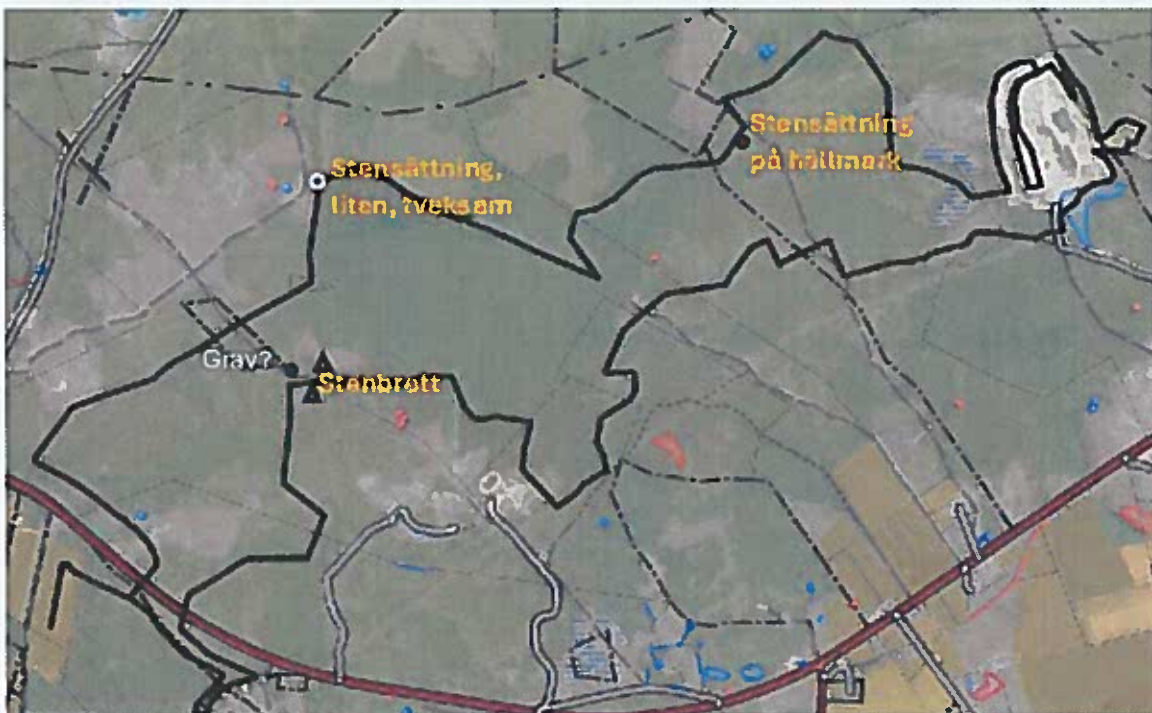 Stensättning
på hällmark
Stensättning,
liten, tveksam
Grav?
Stenbrott